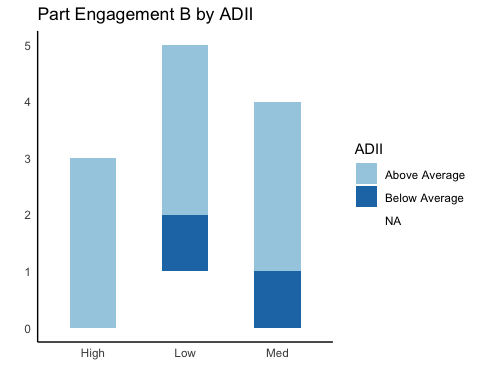 Part Engagement B by ADII
5
4
3
2
1
0
High Low Med
ADII
Above Average
Below Average
NA